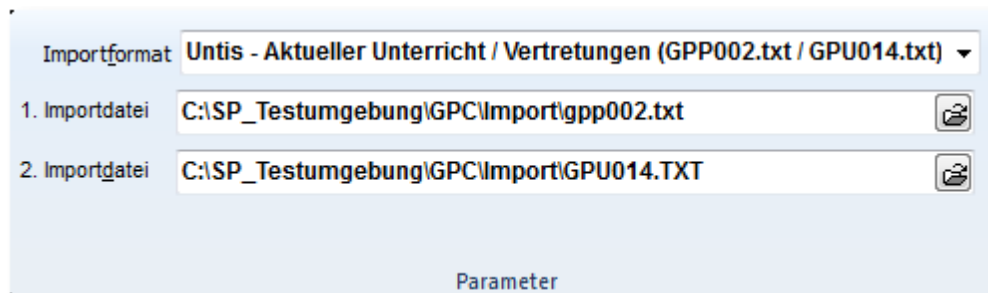 Importformat Untis - Aktueller Unterricht / Vertretungen (GPP002.txt / GPU014.txt)
1. Importdatei C:\SP_Testumgebung\GPC\Import\gpp002.txt
2. Importdatei C:\SP_Testumgebung\GPC\Import\GPU014.TXT
Parameter